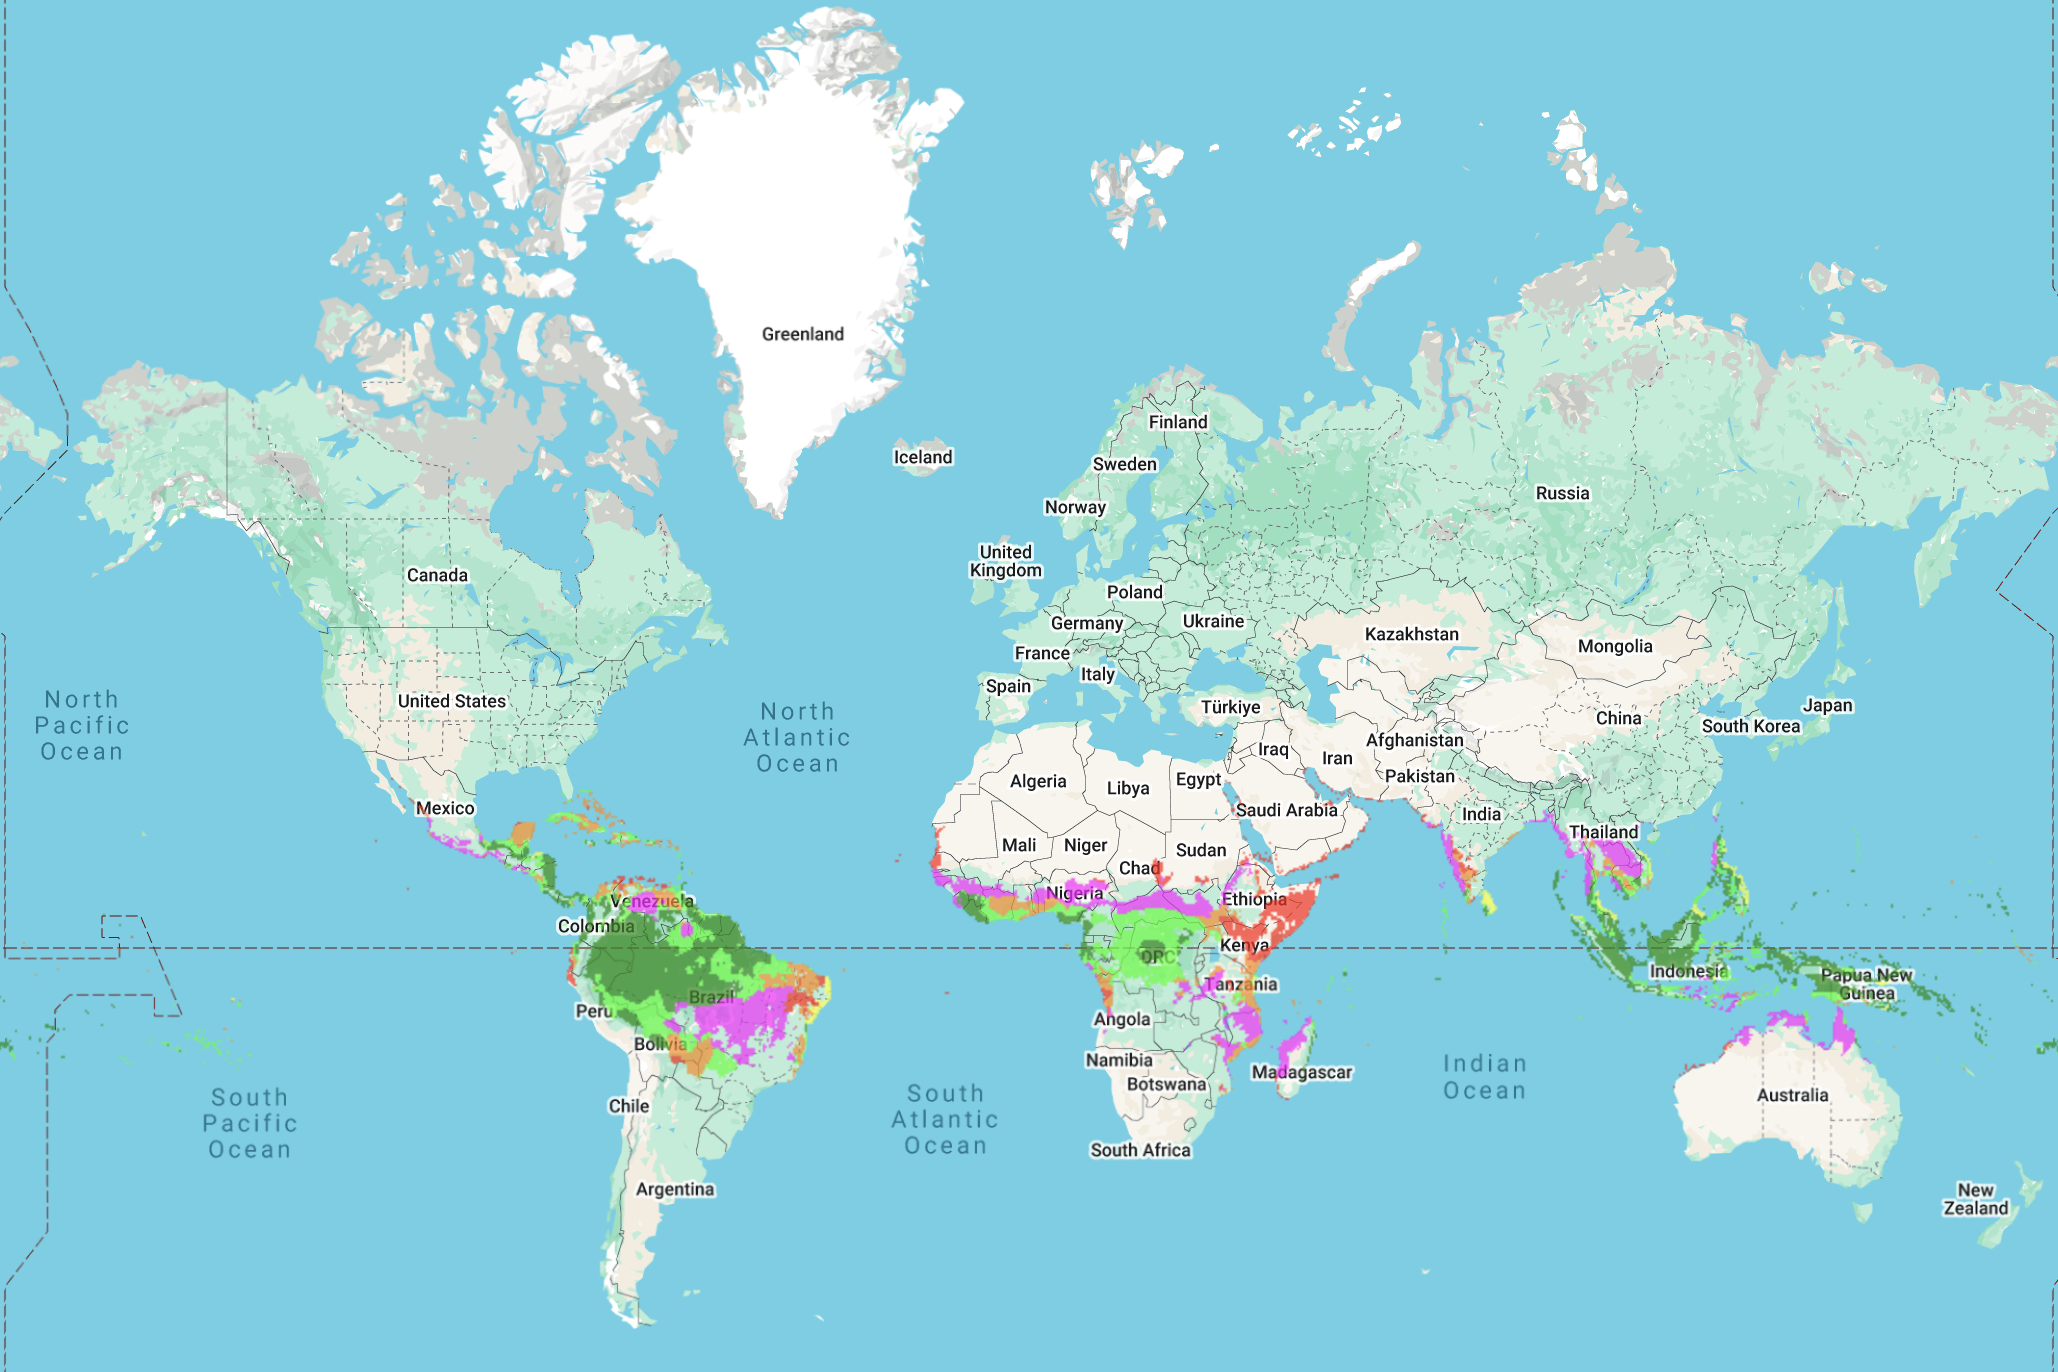 Greenland
Finland
Iceland
Sweden
Russia
Norway
United
Kingdom
Canada
Poland
Germany
Ukraine
Kazakhstan
Mongolia
France
Italy
Spain
United States
Türkiye
China
Japan
South Korea
North
Pacific
Ocean
North
Atlantic
Ocean
Iraq
Iran
Afghanistan
Pakistan
Algeria
Libya
Egypt
Saudi Arabia
Mexico
India
Thailand
Mali
Niger
Chad
Sudan
Nigeria
Ethiopia
Venezuela
Colombia
Kenya
DRC
Indonesia
Papua New
Guinea
Tanzania
Brazil
Peru
Angola
Bolivia
Namibia
Botswana
Madagascar
Indian
Ocean
Australia
Chile
South
Pacific
Ocean
South
Atlantic
Ocean
South Africa
Argentina
New
Zealand